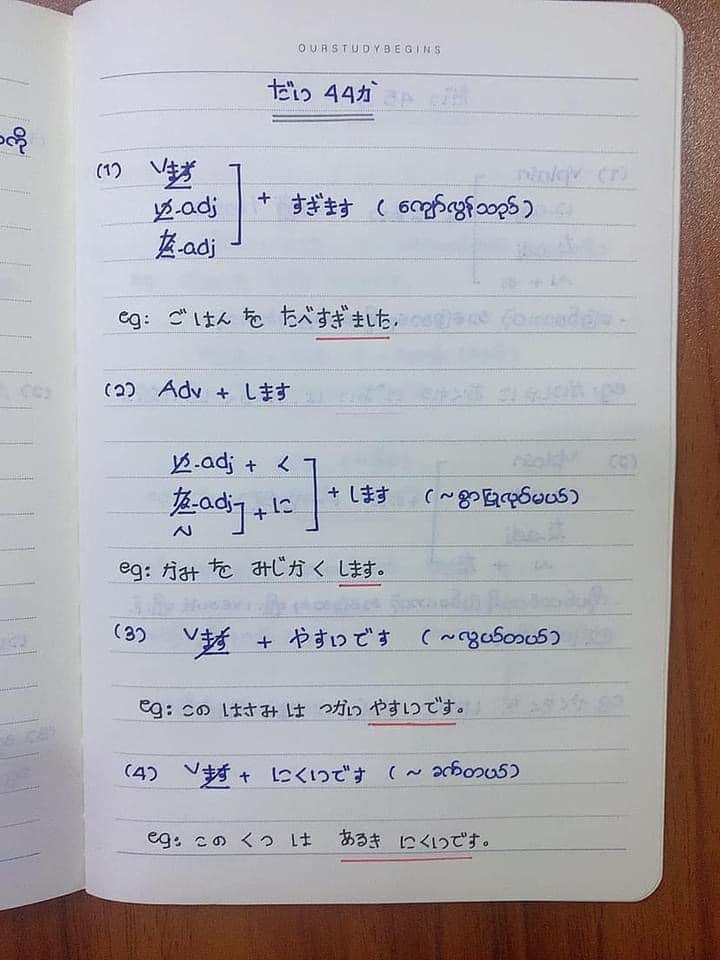 OURSTUDYBEGINS
だい 44か
(1) Vます
い-adj
な-adj
+ すぎます ( ကျော်လွန်သည် )
eg: ごはん を たべすぎました.
(2) Adv + します
い-adj + く
な-adj
N
+ に
+ します ( ~စွာပြုလုပ်မယ် )
eg: かみ を みじかく します。
(3) Vます + やすいです ( ~လွယ်တယ် )
eg: この はさみ は つかい やすいです。
(4) Vます + にくいです ( ~ ခက်တယ် )
eg: この くつ は あるき にくいです。